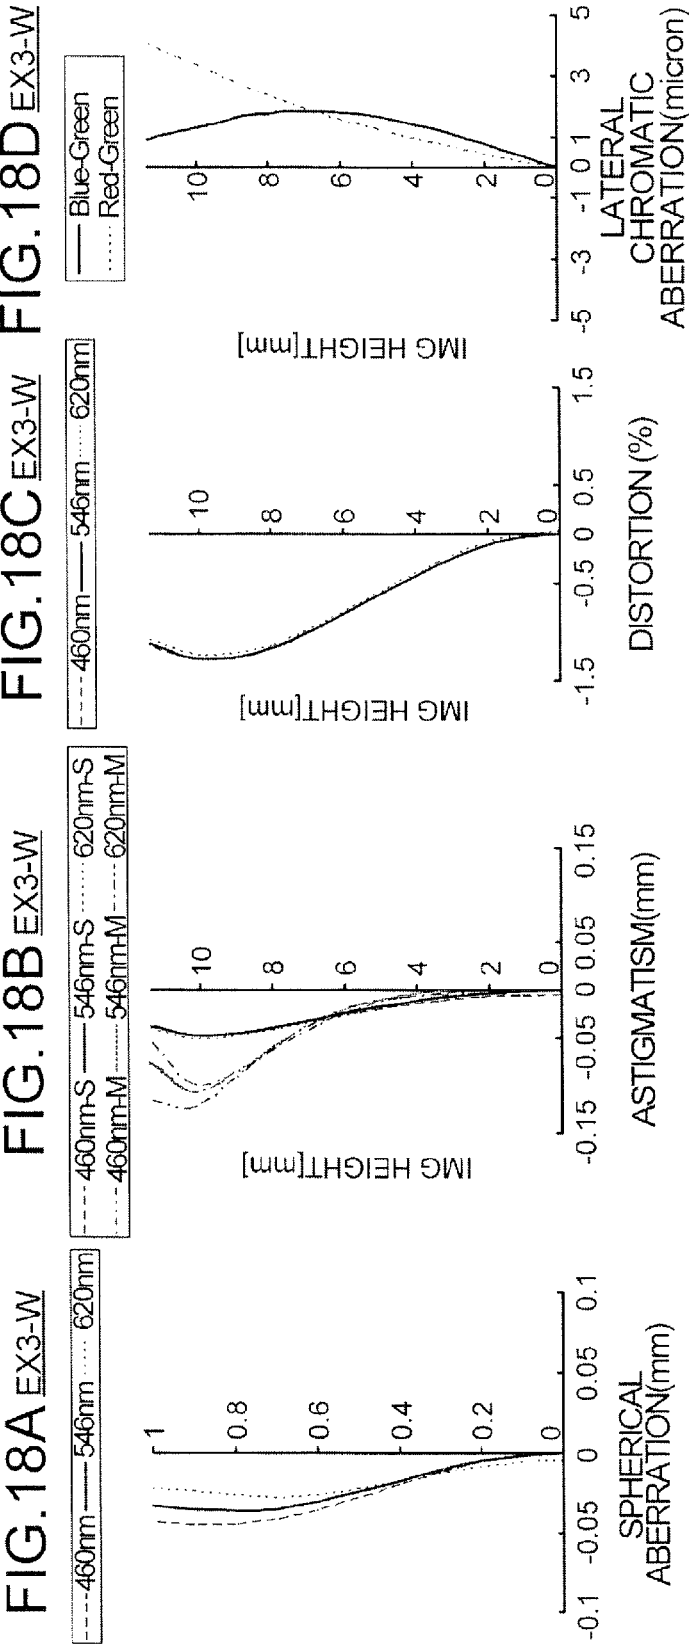 FIG.18A EX3-W
460nm 546nm 620nm
1
0.8
0.6
0.4
0.2
0
-0.1 -0.05 0 0.05 0.1
SPHERICAL
ABERRATION(mm)
FIG.18B EX3-W
460nm-S 546nm-S 620nm-S
460nm-M 546nm-M 620nm-M
IMG HEIGHT[mm]
10
8
6
4
2
0
-0.15 -0.05 0 0.05 0.15
ASTIGMATISM(mm)
FIG.18C EX3-W
460nm 546nm 620nm
IMG HEIGHT[mm]
10
8
6
4
2
0
-1.5 -0.5 0 0.5 1.5
DISTORTION (%)
FIG.18D EX3-W
Blue-Green
Red-Green
IMG HEIGHT[mm]
10
8
6
4
2
0
-5 -3 -1 0 1 3 5
LATERAL
CHROMATIC
ABERRATION(micron)